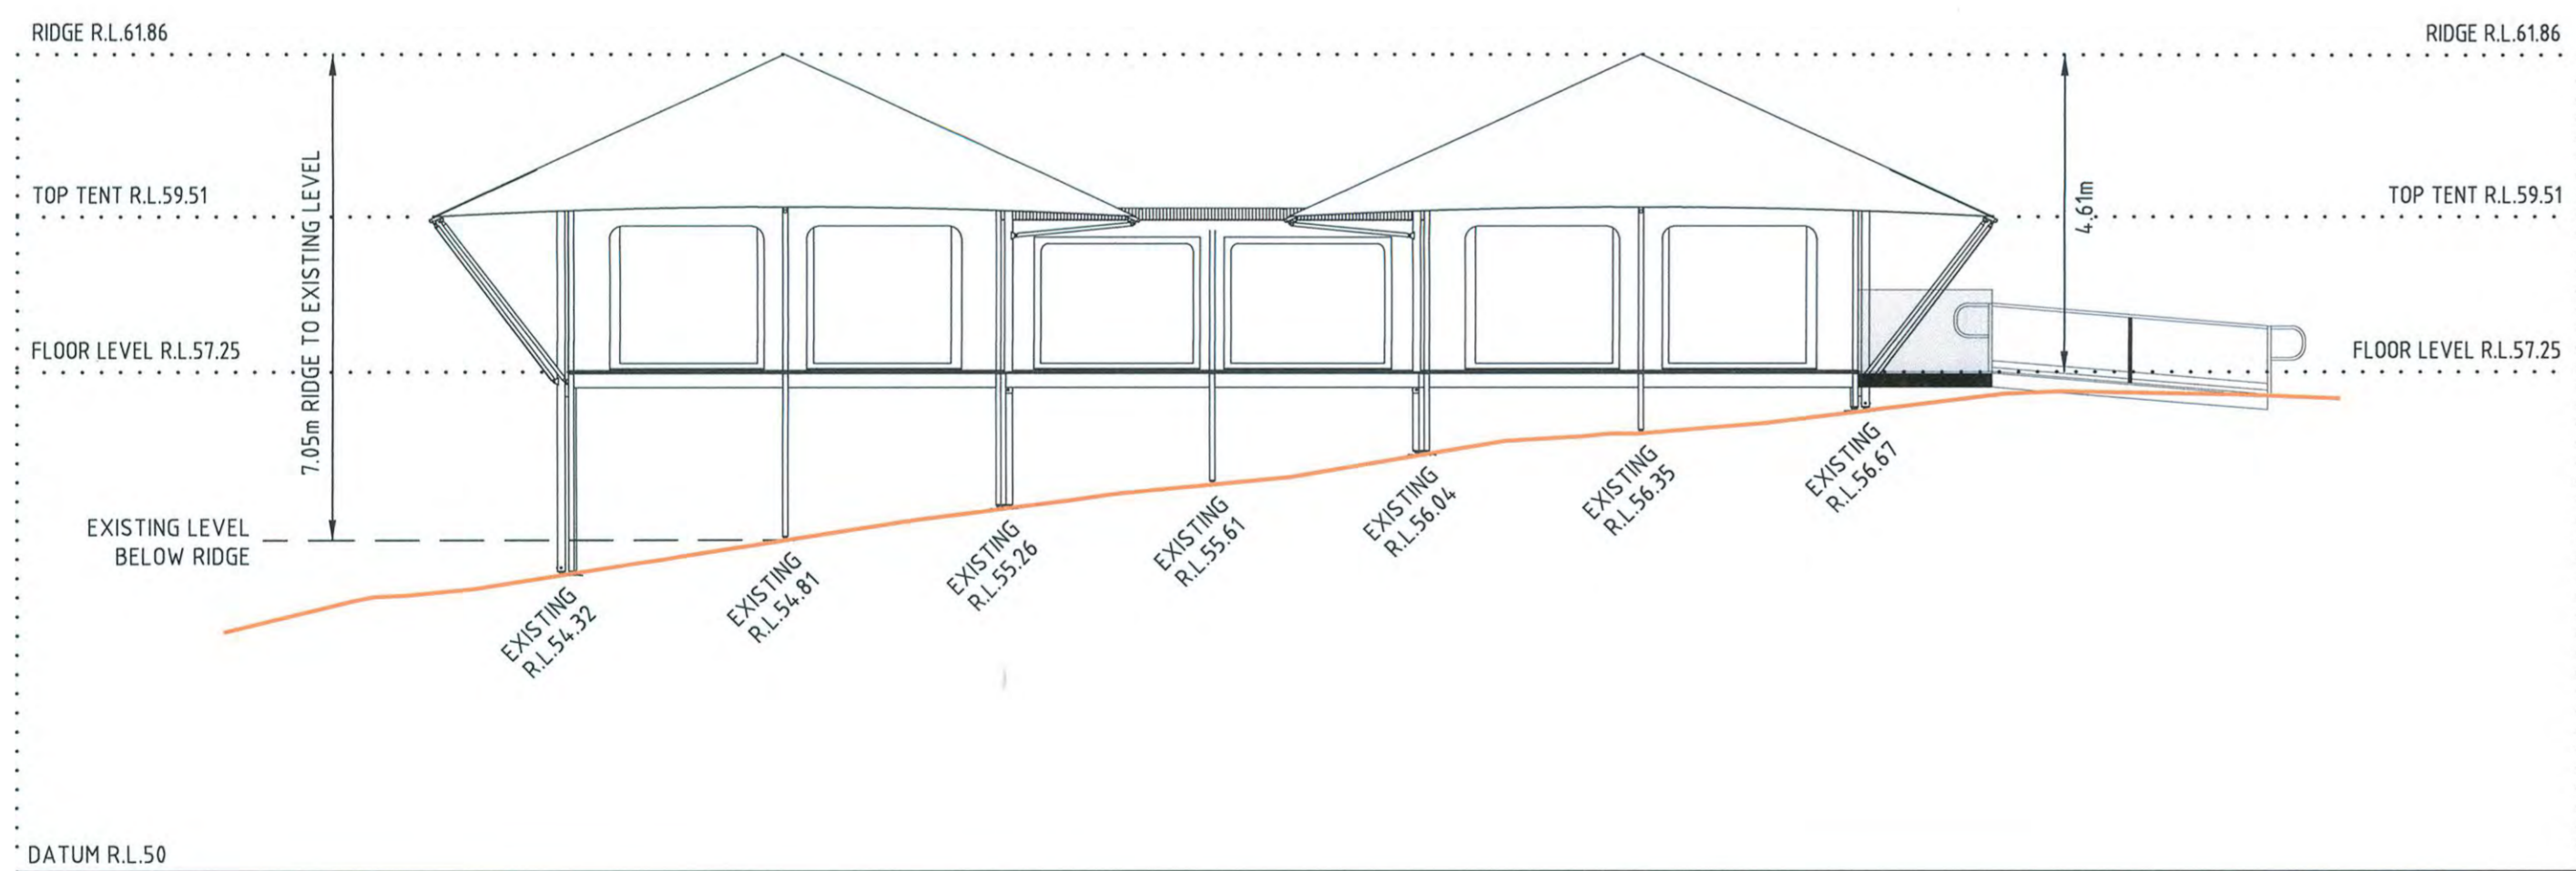 RIDGE R.L.61.86
RIDGE R.L.61.86
TOP TENT R.L.59.51
TOP TENT R.L.59.51
7.05m RIDGE TO EXISTING LEVEL
4.61m
FLOOR LEVEL R.L.57.25
FLOOR LEVEL R.L.57.25
EXISTING LEVEL
BELOW RIDGE
EXISTING
R.L.54.32
EXISTING
R.L.54.81
EXISTING
R.L.55.26
EXISTING
R.L.55.61
EXISTING
R.L.56.04
EXISTING
R.L.56.35
EXISTING
R.L.56.67
DATUM R.L.50